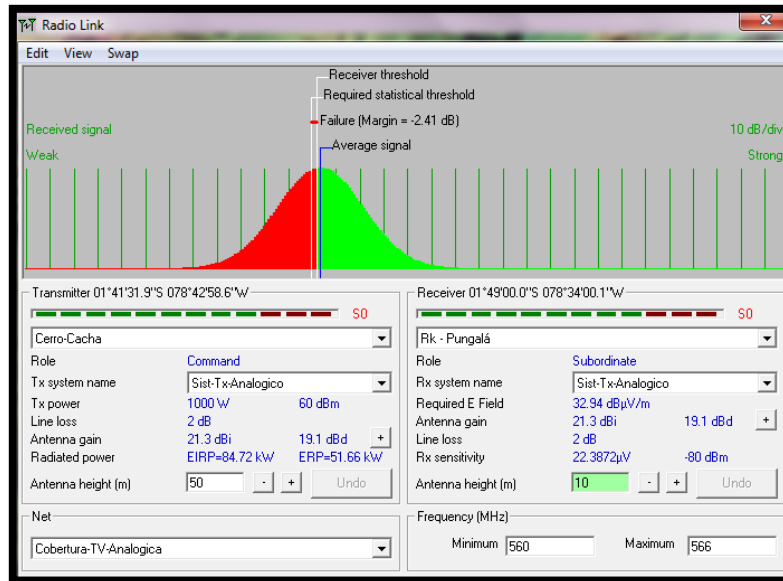 Radio Link
Edit View Swap
Receiver threshold
Required statistical threshold
Received signal Failure (Margin = -2.41 dB) 10 dB/div
Weak Average signal Strong
Transmitter 01°41'31.9"S 078°42'58.6"W
S0
Cerro-Cacha
Role Command
Tx system name Sist-Tx-Analogico
Tx power 1000 W 60 dBm
Line loss 2 dB
Antenna gain 21.3 dBi 19.1 dBd +
Radiated power EIRP=84.72 kW ERP=51.66 kW
Antenna height (m) 50 - + Undo
Net
Cobertura-TV-Analogica
Receiver 01°49'00.0"S 078°34'00.1"W
S0
Rk - Pungalá
Role Subordinate
Rx system name Sist-Tx-Analogico
Required E Field 32.94 dBµV/m
Antenna gain 21.3 dBi 19.1 dBd +
Line loss 2 dB
Rx sensitivity 22.3872µV -80 dBm
Antenna height (m) 10 - + Undo
Frequency (MHz)
Minimum 560 Maximum 566